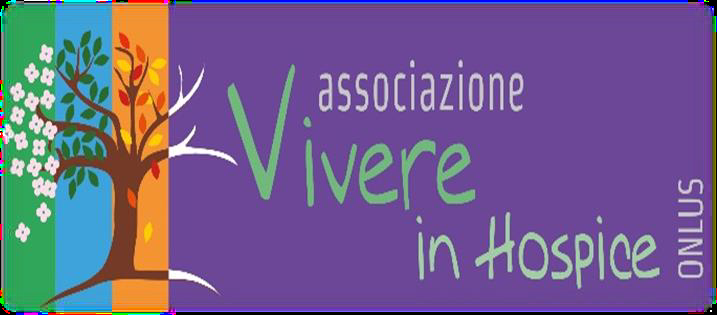 associazione
Vivere
in Hospice
ONLUS